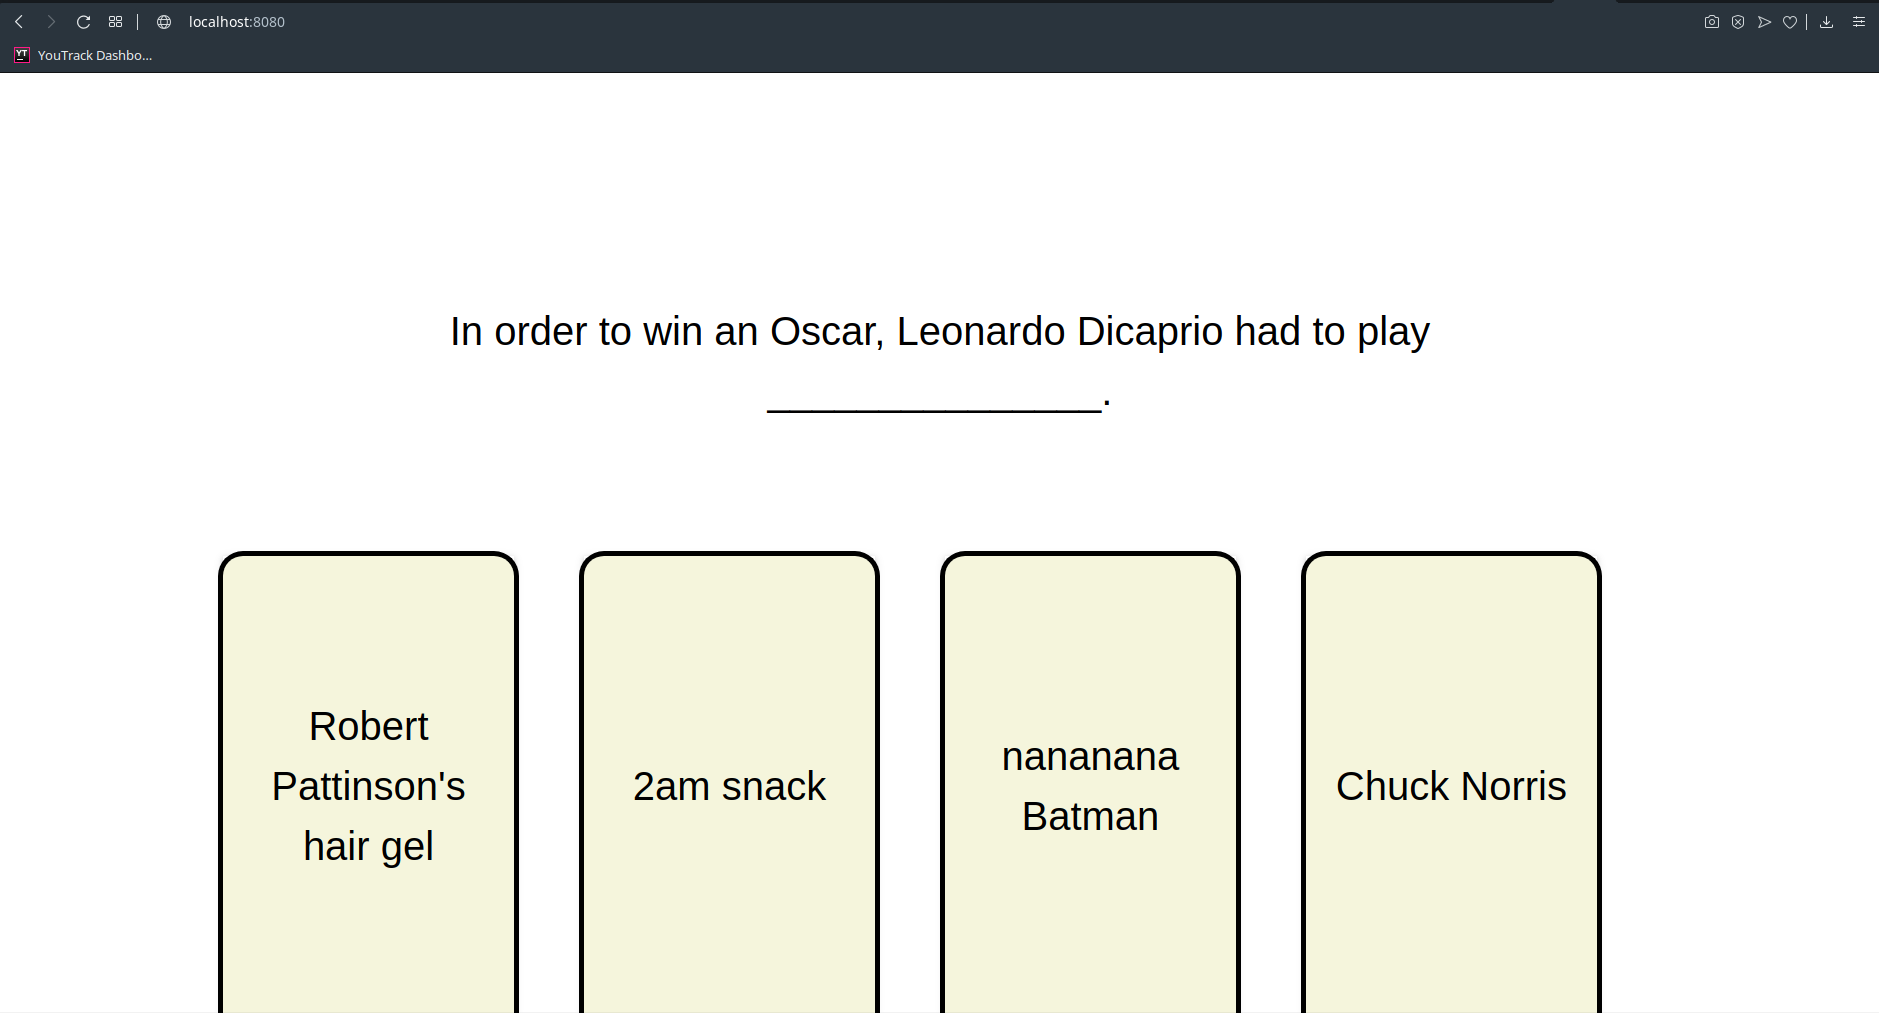 localhost:8080
YT YouTrack Dashbo...
In order to win an Oscar, Leonardo Dicaprio had to play
_______________.
Robert
Pattinson's
hair gel
2am snack
nananana
Batman
Chuck Norris